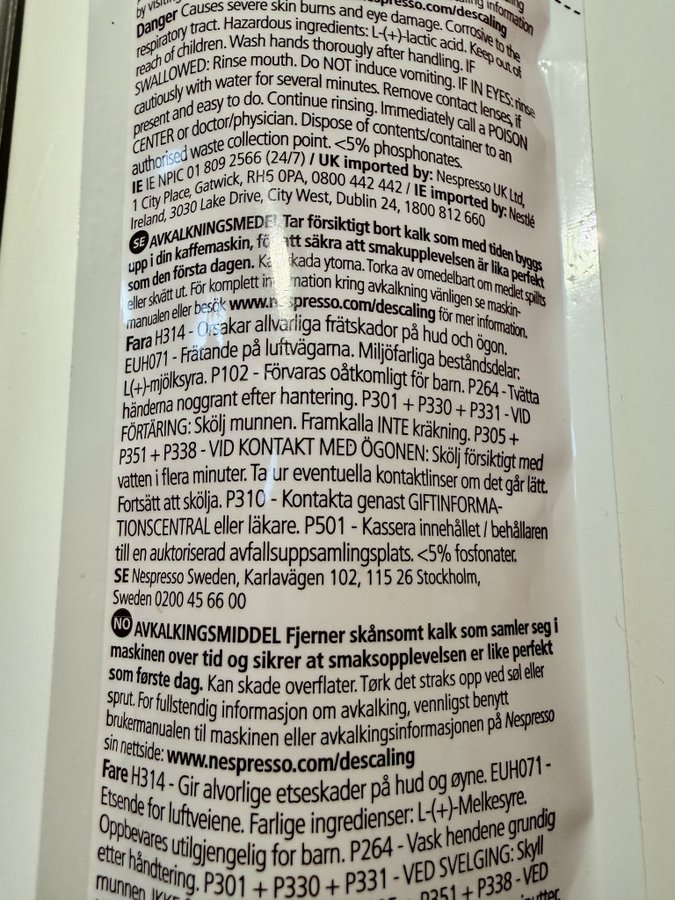 by visiting
espresso.com/descaling
Danger Causes severe skin burns and eye damage. Corrosive to the
respiratory tract. Hazardous ingredients: L-(+)-lactic acid. Keep out of
reach of children. Wash hands thorougly after handling. IF
SWALLOWED: Rinse mouth. Do NOT induce vomiting. IF IN EYES: rinse
cautiously with water for several minutes. Remove contact lenses, if
present and easy to do. Continue rinsing. Immediately call a POISON
CENTER or doctor/physician. Dispose of contents/container to an
authorised waste collection point. <5% phosphonates.
IE IE NPIC 01 809 2566 (24/7) / UK imported by: Nespresso UK Ltd,
1 City Place, Gatwick, RH6 0PA, 0800 442 442 / IE imported by: Nestlé
Ireland, 3030 Lake Drive, City West, Dublin 24, 1800 812 660
SE AVKALKNINGSMEDEL Tar försiktigt bort kalk som med tiden byggs
upp i din kaffemaskin, för att säkra att smakupplevelsen är lika perfekt
som den första dagen. Kan skada ytorna. Torka av omedelbart om medlet spills
eller skvätt ut. För komplett information kring avkalkning vänligen se maskin-
manualen eller besök www.nespresso.com/descaling för mer information.
Fara H314 - Orsakar allvarliga frätskador på hud och ögon.
EUH071 - Frätande på luftvägarna. Miljöfarliga beståndsdelar:
L(+)-mjölksyra. P102 - Förvaras oåtkomligt för barn. P264 - Tvätta
händerna noggrant efter hantering. P301 + P330 + P331 - VID
FÖRTÄRING: Skölj munnen. Framkalla INTE kräkning. P305 +
P351 + P338 - VID KONTAKT MED ÖGONEN: Skölj försiktigt med
vatten i flera minuter. Ta ur eventuella kontaktlinser om det går lätt.
Fortsätt att skölja. P310 - Kontakta genast GIFTINFORMA-
TIONSCENTRAL eller läkare. P501 - Kassera innehållet / behållaren
till en auktoriserad avfallsuppsamlingsplats. <5% fosfonater.
SE Nespresso Sweden, Karlavägen 102, 115 26 Stockholm,
Sweden 0200 45 66 00
NO AVKALKINGSMIDDEL Fjerner skånsomt kalk som samler seg i
maskinen over tid og sikrer at smaksopplevelsen er like perfekt
som første dag. Kan skade overflater. Tørk det straks opp ved søl eller
sprut. For fullstendig informasjon om avkalking, vennligst benytt
brukermanualen til maskinen eller avkalkingsinformasjonen på Nespresso
sin nettside: www.nespresso.com/descaling
Fare H314 - Gir alvorlige etseskader på hud og øyne. EUH071 -
Etsende for luftveiene. Farlige ingredienser: L-(+)-Melkesyre.
Oppbevares utilgjengelig for barn. P264 - Vask hendene grundig
etter håndtering. P301 + P330 + P331 - VED SVELGING: Skyll
munnen. IKKE P351 + P338 - VED